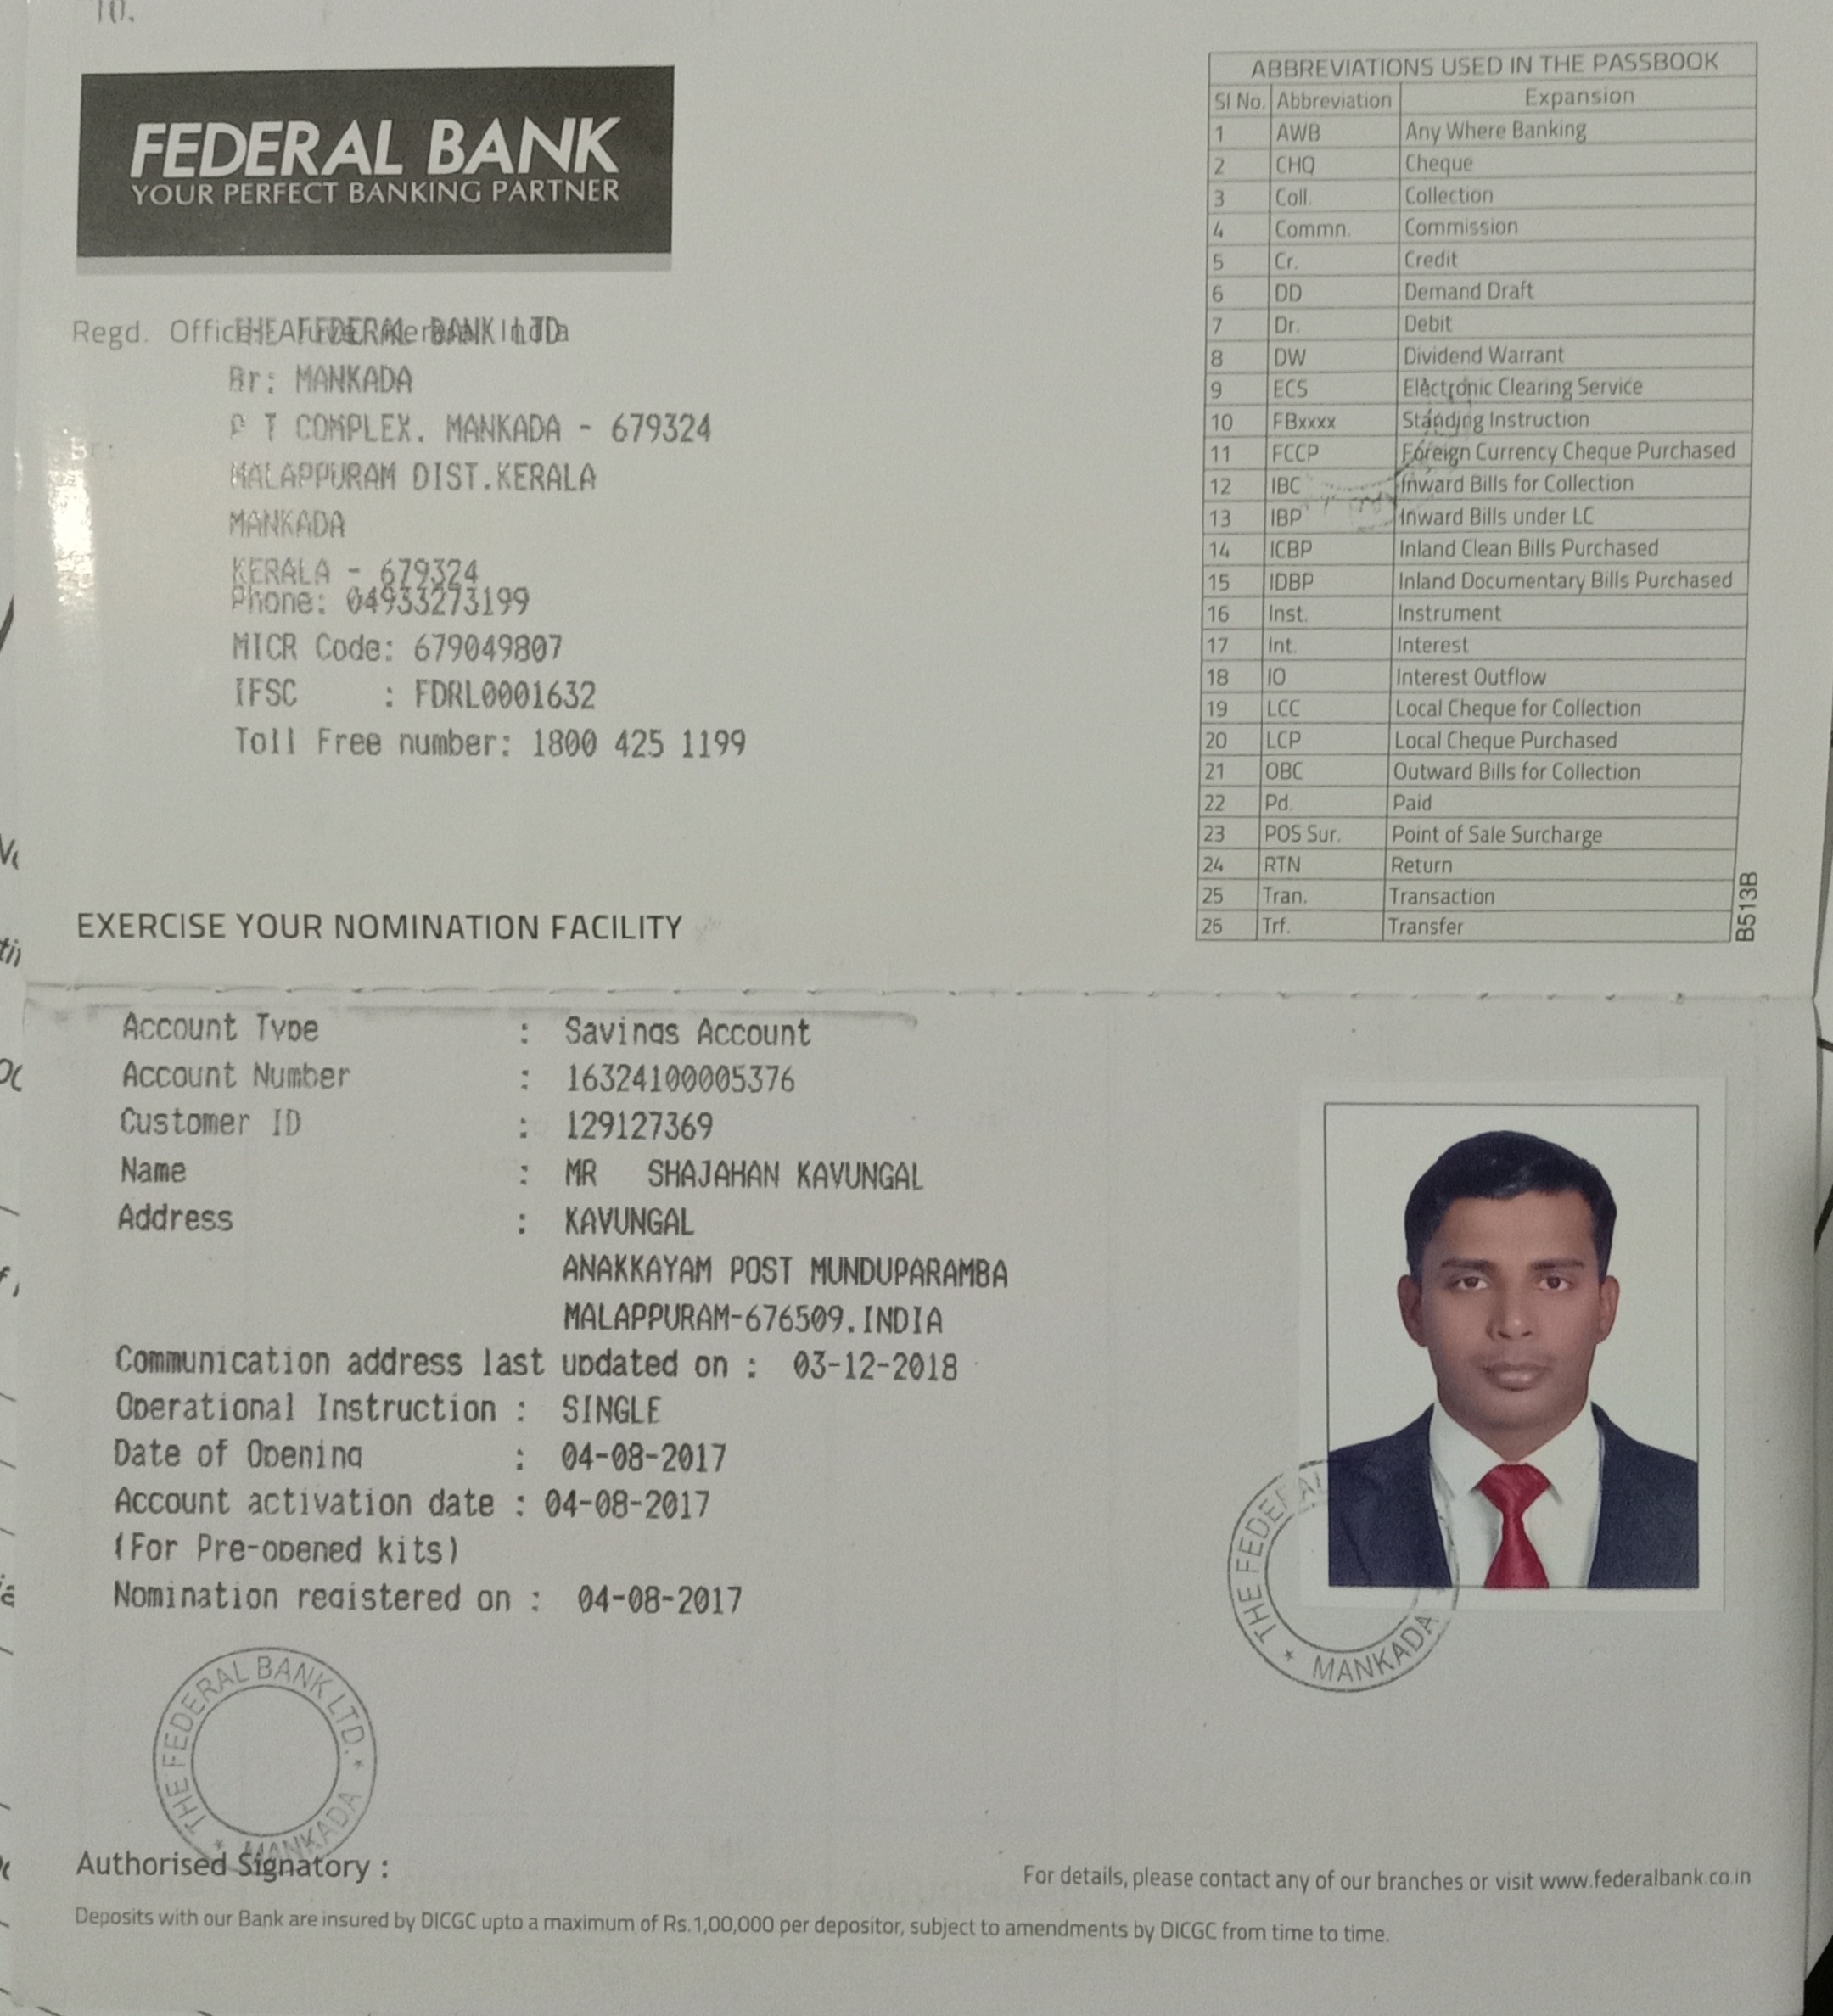 10.
FEDERAL BANK
YOUR PERFECT BANKING PARTNER
Regd. Office: Aluva, Kerala, India
THE FEDERAL BANK LTD
Br:
Br: MANKADA
P T COMPLEX. MANKADA - 679324
MALAPPURAM DIST.KERALA
MANKADA
KERALA - 679324
Phone: 04933273199
MICR Code: 679049807
IFSC : FDRL0001632
Toll Free number: 1800 425 1199
EXERCISE YOUR NOMINATION FACILITY
ABBREVIATIONS USED IN THE PASSBOOK
Sl No. Abbreviation Expansion
1 AWB Any Where Banking
2 CHQ Cheque
3 Coll. Collection
4 Commn. Commission
5 Cr. Credit
6 DD Demand Draft
7 Dr. Debit
8 DW Dividend Warrant
9 ECS Electronic Clearing Service
10 FBxxxx Standing Instruction
11 FCCP Foreign Currency Cheque Purchased
12 IBC Inward Bills for Collection
13 IBP Inward Bills under LC
14 ICBP Inland Clean Bills Purchased
15 IDBP Inland Documentary Bills Purchased
16 Inst. Instrument
17 Int. Interest
18 IO Interest Outflow
19 LCC Local Cheque for Collection
20 LCP Local Cheque Purchased
21 OBC Outward Bills for Collection
22 Pd. Paid
23 POS Sur. Point of Sale Surcharge
24 RTN Return
25 Tran. Transaction
26 Trf. Transfer
B513B
Account Type : Savings Account
Account Number : 16324100005376
Customer ID : 129127369
Name : MR SHAJAHAN KAVUNGAL
Address : KAVUNGAL
ANAKKAYAM POST MUNDUPARAMBA
MALAPPURAM-676509.INDIA
Communication address last updated on : 03-12-2018
Operational Instruction : SINGLE
Date of Opening : 04-08-2017
Account activation date : 04-08-2017
(For Pre-opened kits)
Nomination registered on : 04-08-2017
THE FEDERAL
* MANKADA *
THE FEDERAL BANK LTD.
* MANKADA *
Authorised Signatory :
For details, please contact any of our branches or visit www.federalbank.co.in
Deposits with our Bank are insured by DICGC upto a maximum of Rs.1,00,000 per depositor, subject to amendments by DICGC from time to time.